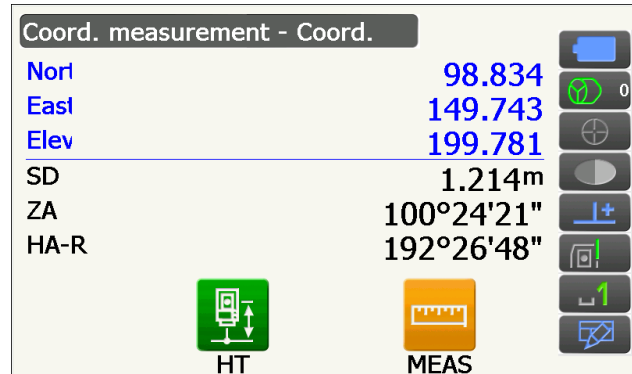 Coord. measurement - Coord.
Nort 98.834
East 149.743
Elev 199.781
SD 1.214m
ZA 100°24'21"
HA-R 192°26'48"
0
1
HT MEAS